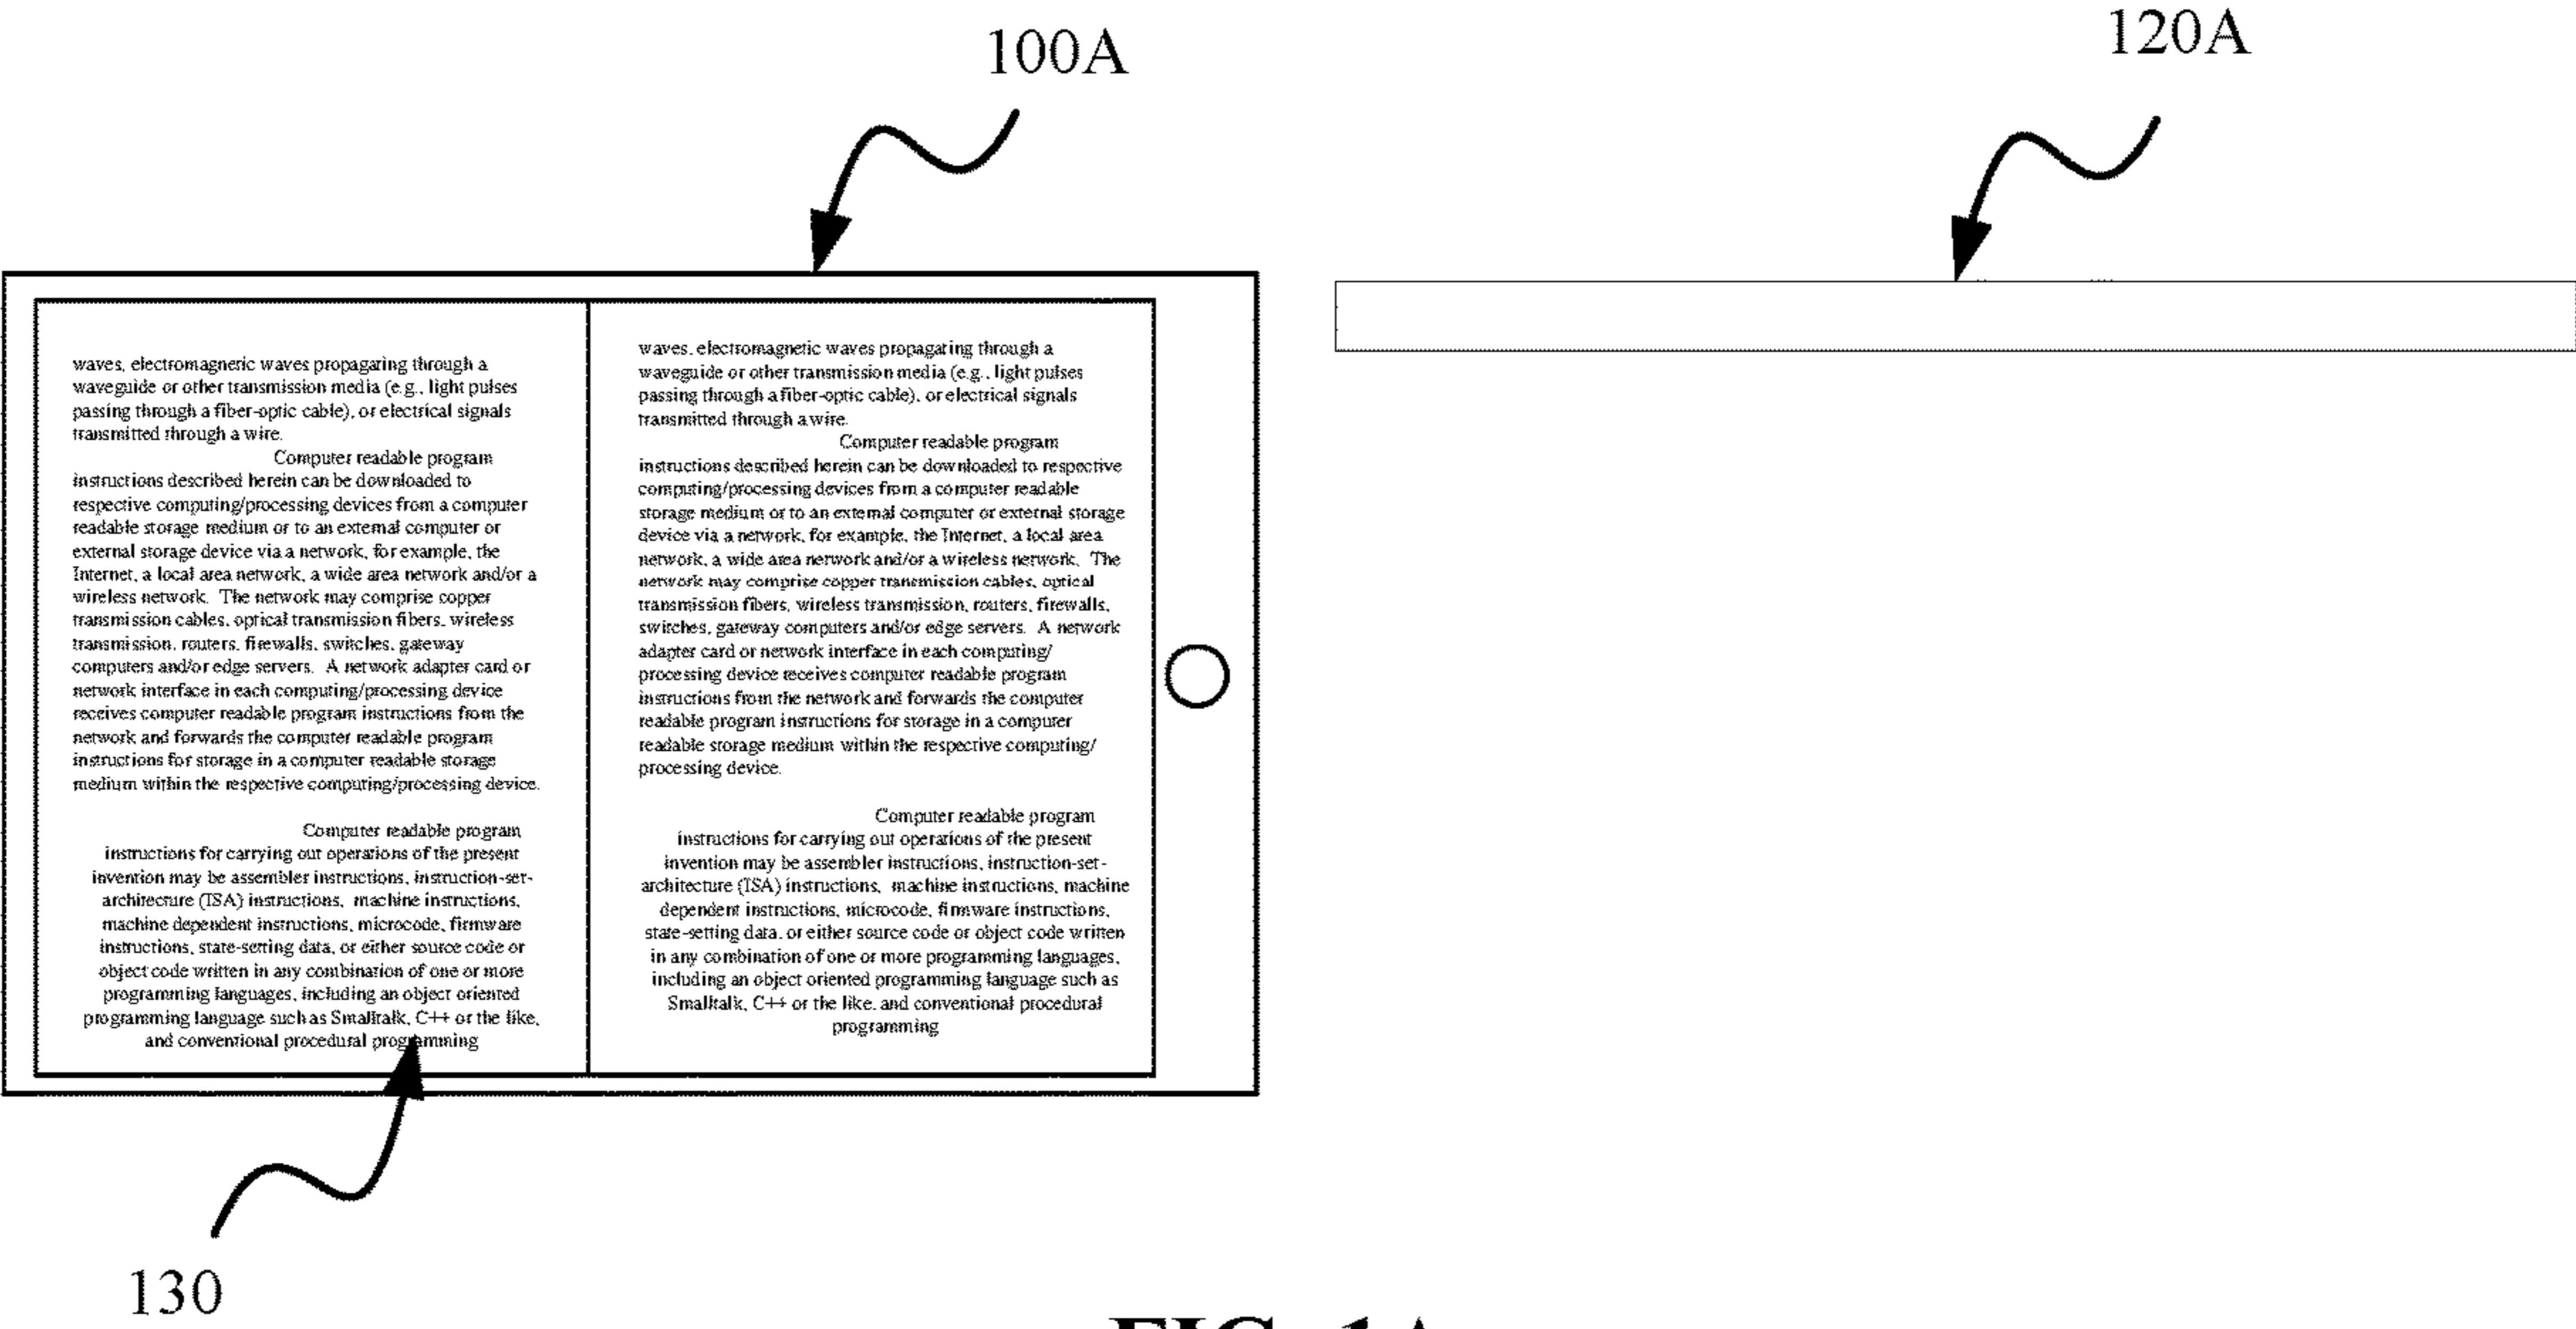 100A
120A
waves, electromagnetic waves propagating through a
waveguide or other transmission media (e.g., light pulses
passing through a fiber-optic cable), or electrical signals
transmitted through a wire.
Computer readable program
instructions described herein can be downloaded to
respective computing/processing devices from a computer
readable storage medium or to an external computer or
external storage device via a network, for example, the
Internet, a local area network, a wide area network and/or a
wireless network. The network may comprise copper
transmission cables, optical transmission fibers, wireless
transmission, routers, firewalls, switches, gateway
computers and/or edge servers. A network adapter card or
network interface in each computing/processing device
receives computer readable program instructions from the
network and forwards the computer readable program
instructions for storage in a computer readable storage
medium within the respective computing/processing device.
Computer readable program
instructions for carrying out operations of the present
invention may be assembler instructions, instruction-set-
architecture (ISA) instructions, machine instructions,
machine dependent instructions, microcode, firmware
instructions, state-setting data, or either source code or
object code written in any combination of one or more
programming languages, including an object oriented
programming language such as Smalltalk, C++ or the like,
and conventional procedural programming
waves, electromagnetic waves propagating through a
waveguide or other transmission media (e.g., light pulses
passing through a fiber-optic cable), or electrical signals
transmitted through a wire.
Computer readable program
instructions described herein can be downloaded to respective
computing/processing devices from a computer readable
storage medium or to an external computer or external storage
device via a network, for example, the Internet, a local area
network, a wide area network and/or a wireless network. The
network may comprise copper transmission cables, optical
transmission fibers, wireless transmission, routers, firewalls,
switches, gateway computers and/or edge servers. A network
adapter card or network interface in each computing/
processing device receives computer readable program
instructions from the network and forwards the computer
readable program instructions for storage in a computer
readable storage medium within the respective computing/
processing device.
Computer readable program
instructions for carrying out operations of the present
invention may be assembler instructions, instruction-set-
architecture (ISA) instructions, machine instructions, machine
dependent instructions, microcode, firmware instructions,
state-setting data, or either source code or object code written
in any combination of one or more programming languages,
including an object oriented programming language such as
Smalltalk, C++ or the like, and conventional procedural
programming
130